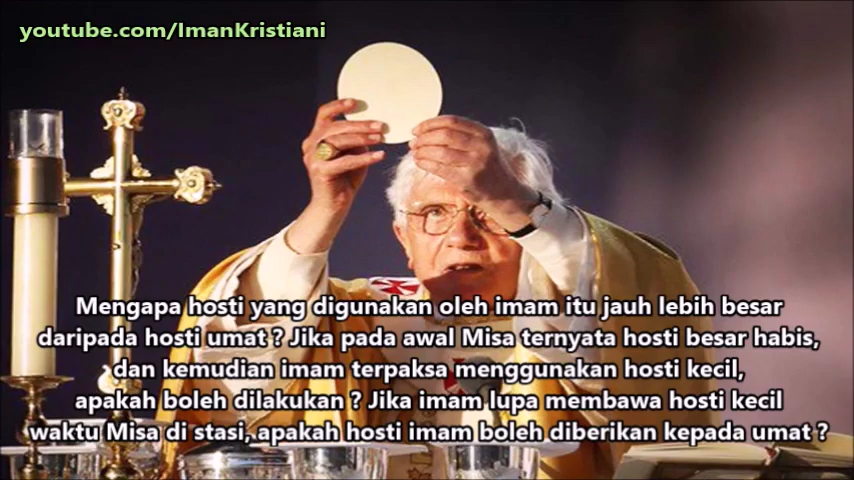 youtube.com/ImanKristiani
Mengapa hosti yang digunakan oleh imam itu jauh lebih besar
daripada hosti umat ? Jika pada awal Misa ternyata hosti besar habis,
dan kemudian imam terpaksa menggunakan hosti kecil,
apakah boleh dilakukan ? Jika imam lupa membawa hosti kecil
waktu Misa di stasi, apakah hosti imam boleh diberikan kepada umat ?